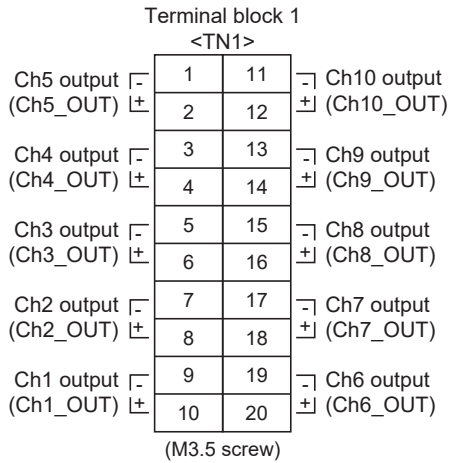 Terminal block 1
<TN1>
Ch5 output - 1 11 - Ch10 output
(Ch5_OUT) + 2 12 + (Ch10_OUT)
Ch4 output - 3 13 - Ch9 output
(Ch4_OUT) + 4 14 + (Ch9_OUT)
Ch3 output - 5 15 - Ch8 output
(Ch3_OUT) + 6 16 + (Ch8_OUT)
Ch2 output - 7 17 - Ch7 output
(Ch2_OUT) + 8 18 + (Ch7_OUT)
Ch1 output - 9 19 - Ch6 output
(Ch1_OUT) + 10 20 + (Ch6_OUT)
(M3.5 screw)